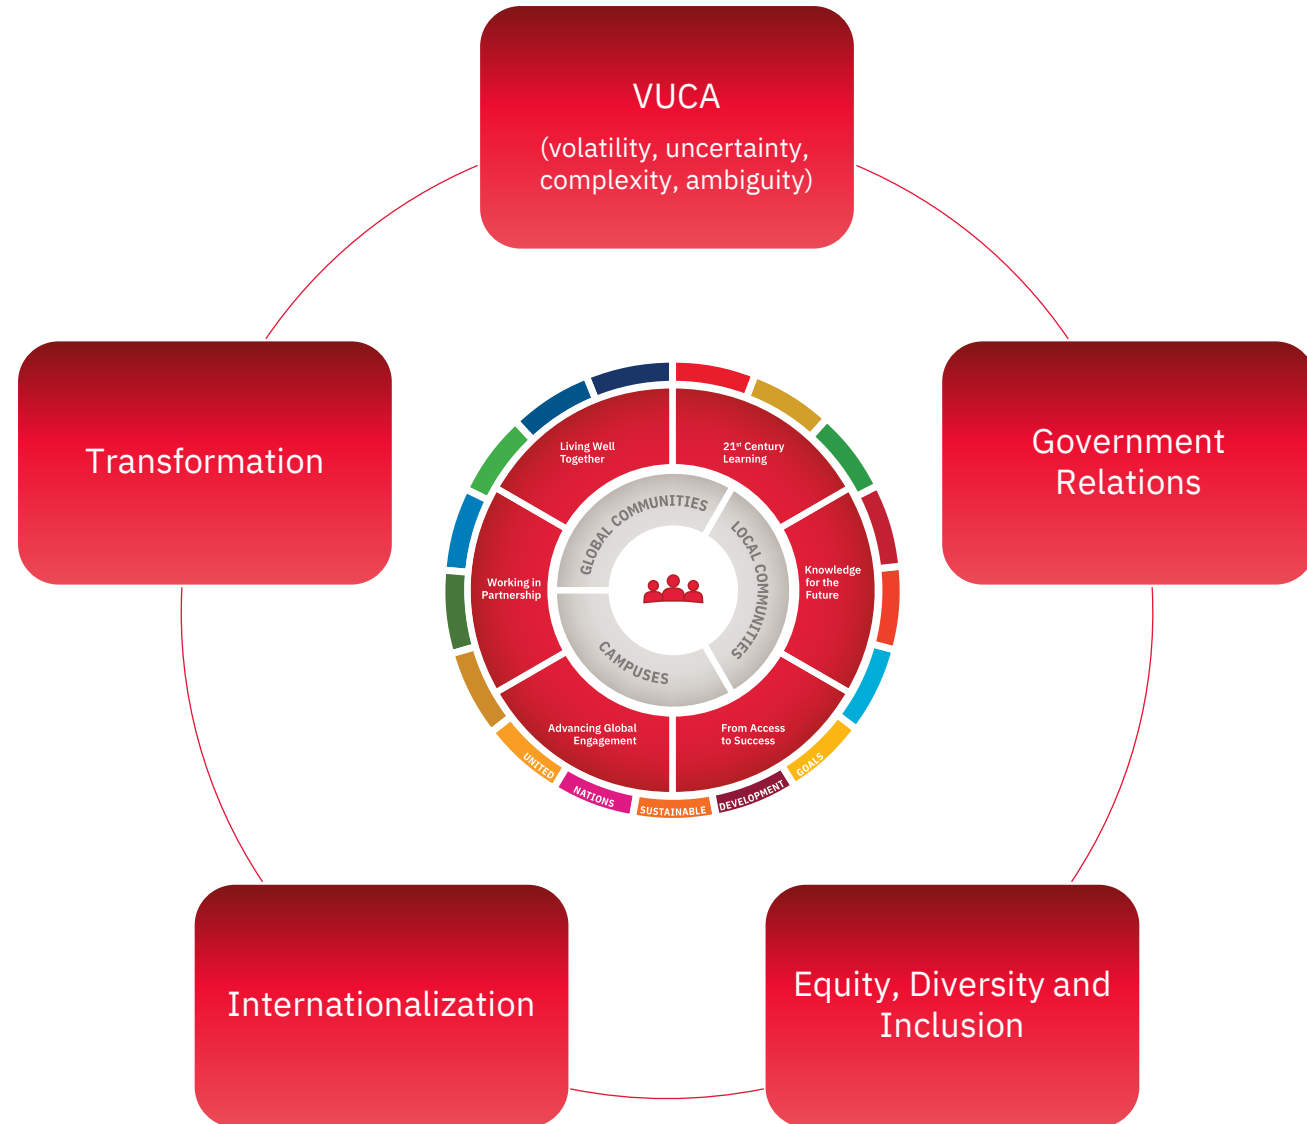 VUCA
(volatility, uncertainty,
complexity, ambiguity)
Transformation
Government
Relations
Living Well
Together
21st Century
Learning
GLOBAL COMMUNITIES
LOCAL COMMUNITIES
Working in
Partnership
Knowledge
for the
Future
CAMPUSES
Advancing Global
Engagement
From Access
to Success
UNITED
NATIONS
SUSTAINABLE
DEVELOPMENT
GOALS
Internationalization
Equity, Diversity and
Inclusion